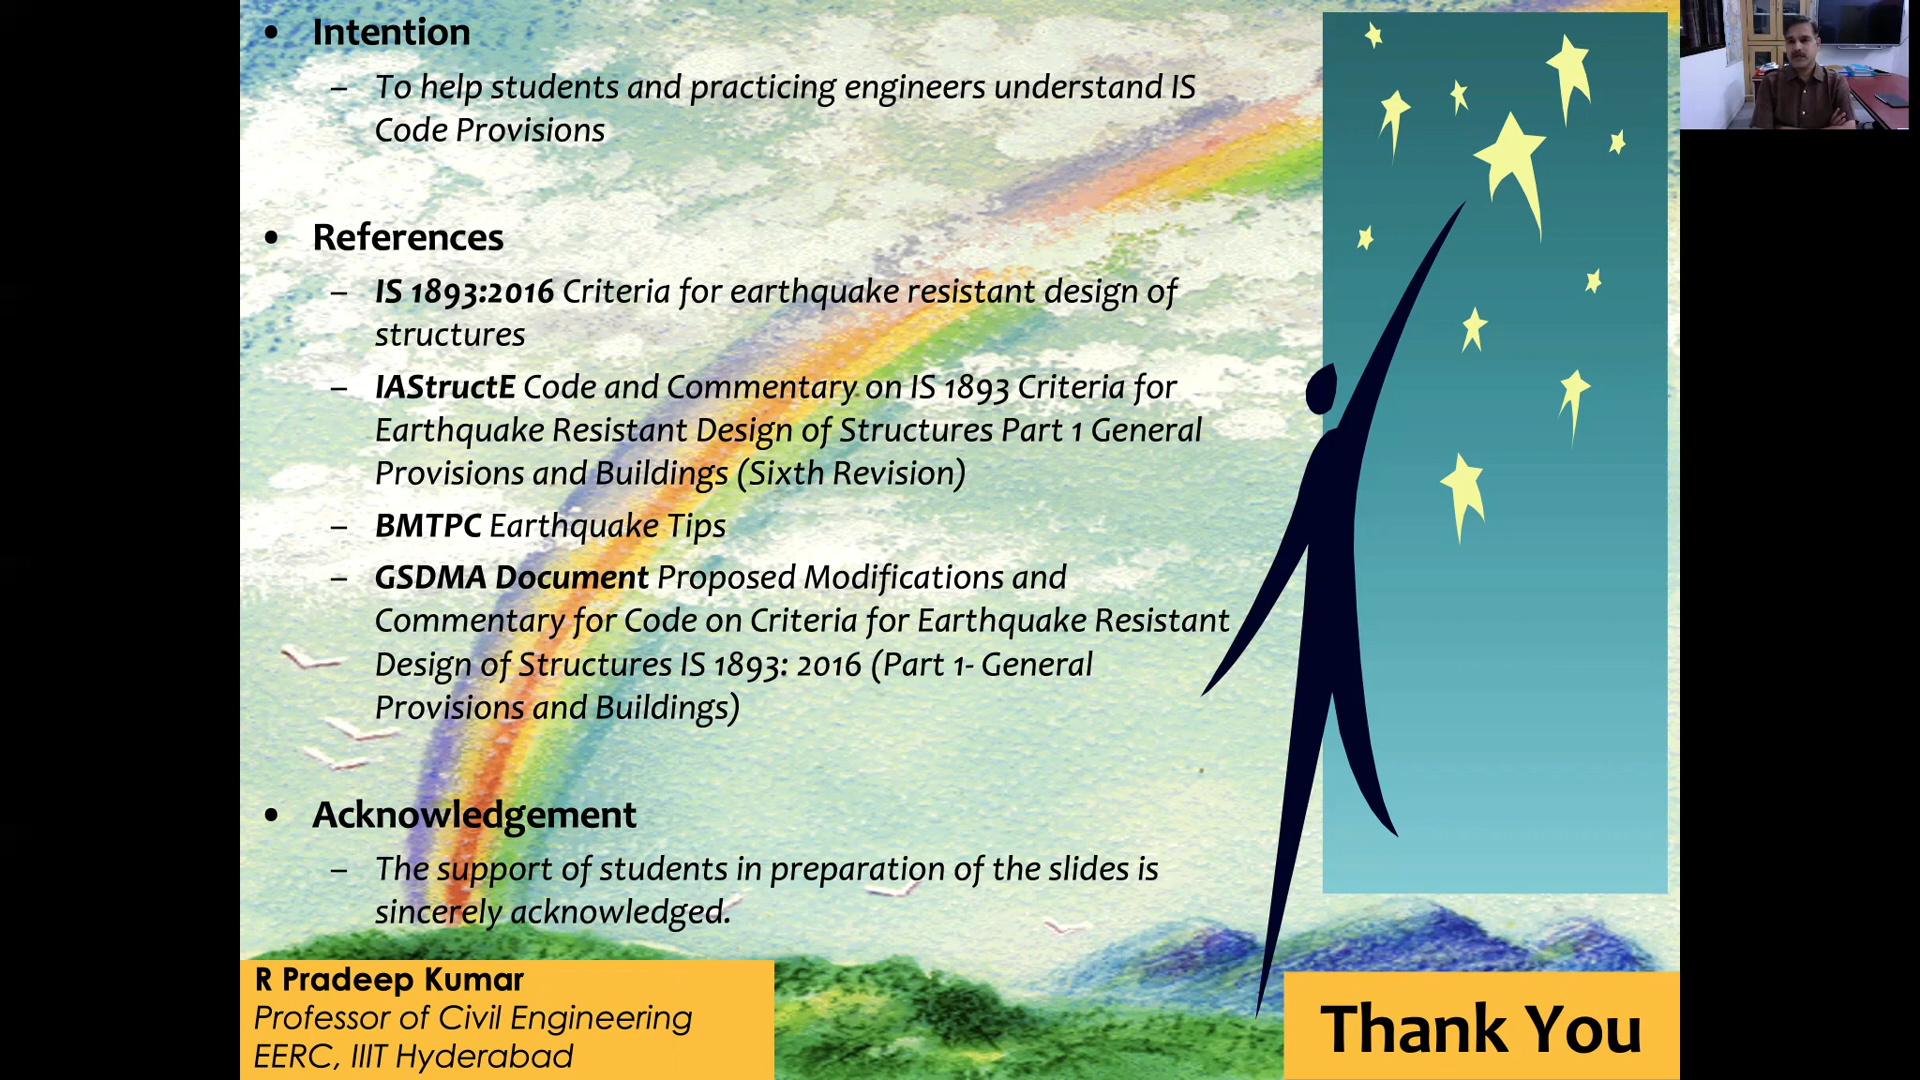 • Intention
– To help students and practicing engineers understand IS
Code Provisions
• References
– IS 1893:2016 Criteria for earthquake resistant design of
structures
– IAStructE Code and Commentary on IS 1893 Criteria for
Earthquake Resistant Design of Structures Part 1 General
Provisions and Buildings (Sixth Revision)
– BMTPC Earthquake Tips
– GSDMA Document Proposed Modifications and
Commentary for Code on Criteria for Earthquake Resistant
Design of Structures IS 1893: 2016 (Part 1- General
Provisions and Buildings)
• Acknowledgement
– The support of students in preparation of the slides is
sincerely acknowledged.
R Pradeep Kumar
Professor of Civil Engineering
EERC, IIIT Hyderabad
Thank You